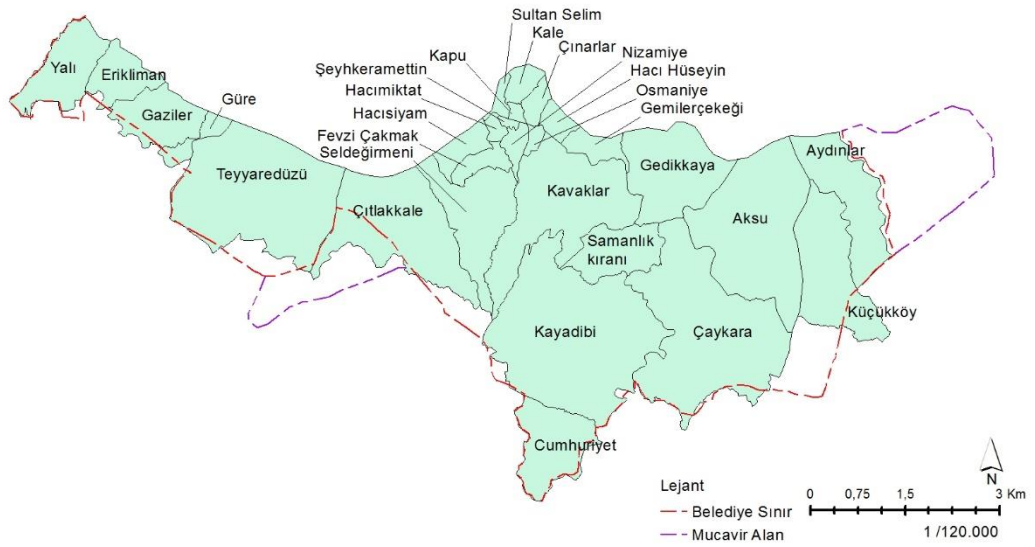 Sultan Selim
Kale
Çınarlar
Kapu
Nizamiye
Şeyhkeramettin
Hacı Hüseyin
Hacımiktat
Osmaniye
Hacısiyam
Gemilerçekeği
Fevzi Çakmak
Seldeğirmeni
Yalı
Erikliman
Gaziler
Güre
Teyyaredüzü
Çıtlakkale
Kavaklar
Gedikkaya
Aydınlar
Aksu
Samanlık
kıranı
Kayadibi
Çaykara
Küçükköy
Cumhuriyet
N
Lejant
Belediye Sınır
Mucavir Alan
0 0,75 1,5 3 Km
1 /120.000